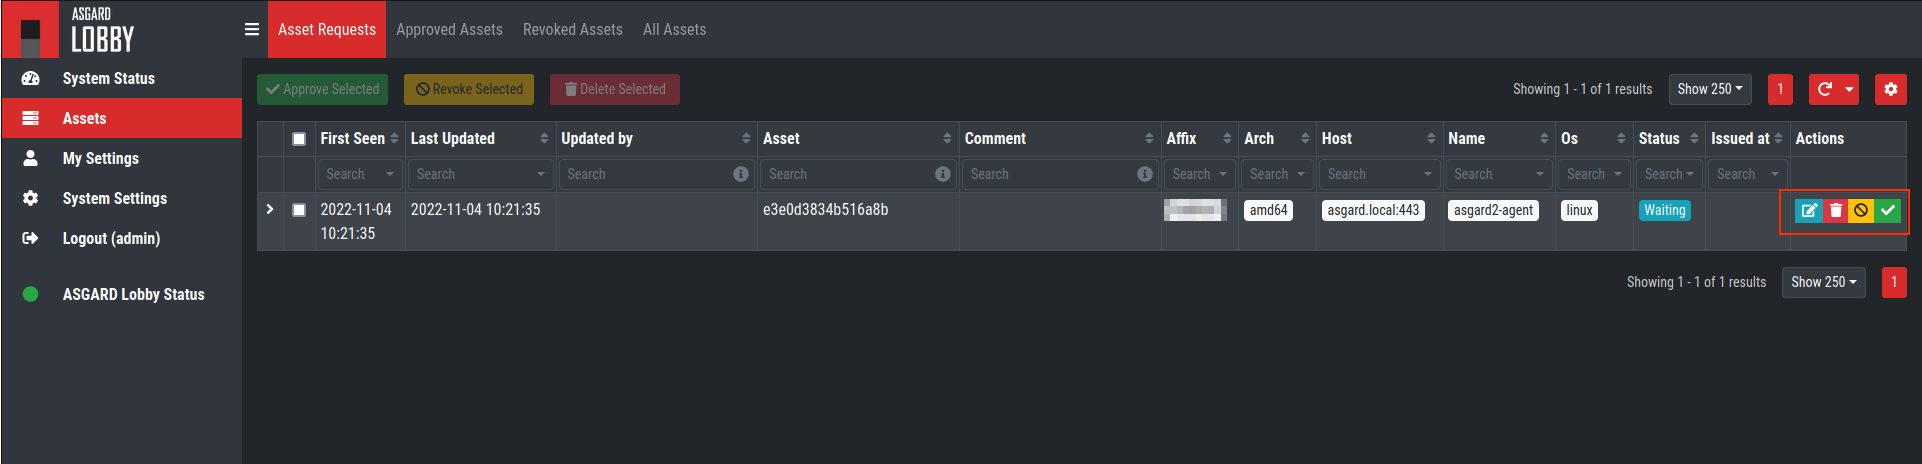 ASGARD
LOBBY
Asset Requests Approved Assets Revoked Assets All Assets
System Status
Assets
My Settings
System Settings
Logout (admin)
ASGARD Lobby Status
Approve Selected Revoke Selected Delete Selected Showing 1 - 1 of 1 results Show 250 1
First Seen Last Updated Updated by Asset Comment Affix Arch Host Name Os Status Issued at Actions
Search Search Search Search Search Search Search Search Search Search Search Search
2022-11-04 2022-11-04 10:21:35 e3e0d3834b516a8b amd64 asgard.local:443 asgard2-agent linux Waiting
10:21:35
Showing 1 - 1 of 1 results Show 250 1